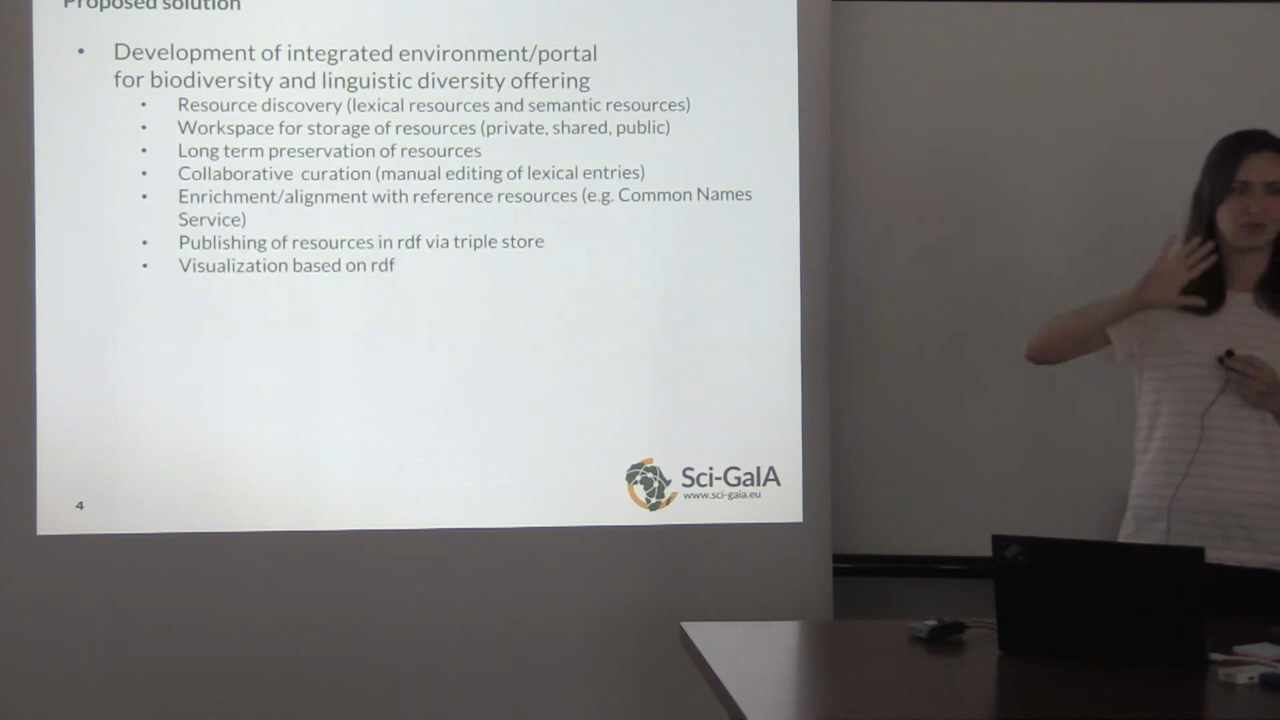 Proposed solution
• Development of integrated environment/portal
for biodiversity and linguistic diversity offering
• Resource discovery (lexical resources and semantic resources)
• Workspace for storage of resources (private, shared, public)
• Long term preservation of resources
• Collaborative curation (manual editing of lexical entries)
• Enrichment/alignment with reference resources (e.g. Common Names
Service)
• Publishing of resources in rdf via triple store
• Visualization based on rdf
Sci-GaIA
www.sci-gaia.eu
4